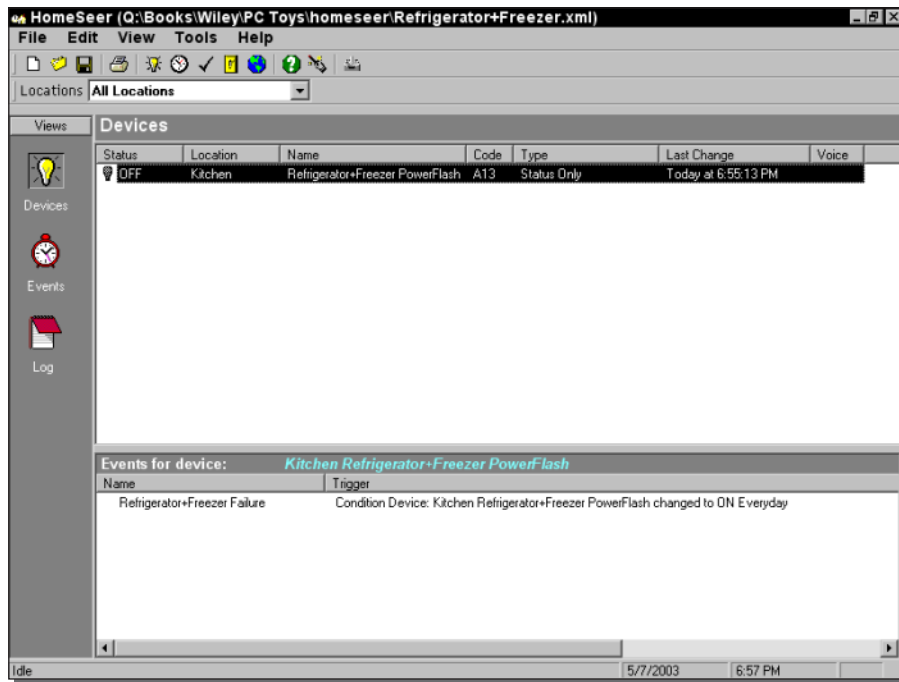 HomeSeer (Q:\Books\Wiley\PC Toys\homeseer\Refrigerator+Freezer.xml)
File Edit View Tools Help
Locations All Locations
Views
Devices
Events
Log
Devices
Status Location Name Code Type Last Change Voice
OFF Kitchen Refrigerator+Freezer PowerFlash A13 Status Only Today at 6:55:13 PM
Events for device: Kitchen Refrigerator+Freezer PowerFlash
Name Trigger
Refrigerator+Freezer Failure Condition Device: Kitchen Refrigerator+Freezer PowerFlash changed to ON Everyday
Idle 5/7/2003 6:57 PM